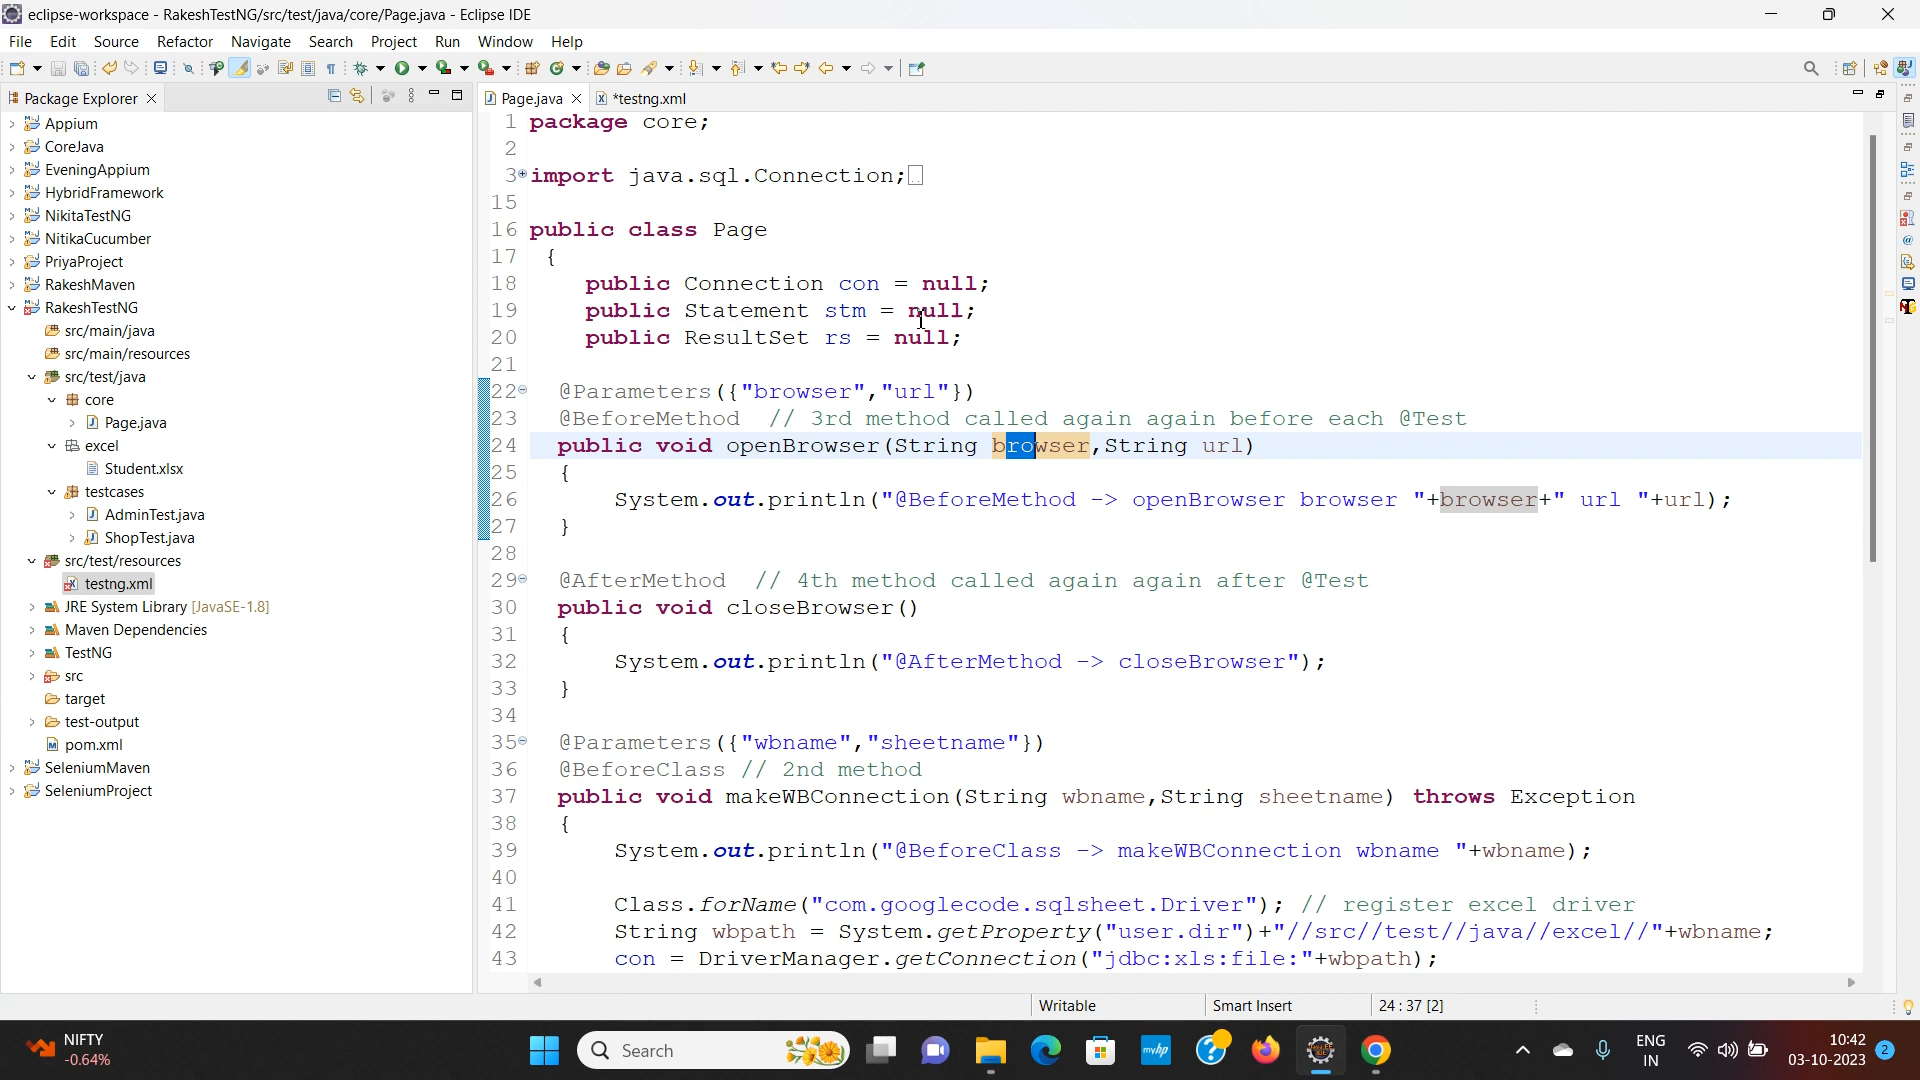 eclipse-workspace - RakeshTestNG/src/test/java/core/Page.java - Eclipse IDE
File Edit Source Refactor Navigate Search Project Run Window Help
Package Explorer
Page.java *testng.xml
Appium
CoreJava
EveningAppium
HybridFramework
NikitaTestNG
NitikaCucumber
PriyaProject
RakeshMaven
RakeshTestNG
src/main/java
src/main/resources
src/test/java
core
Page.java
excel
Student.xlsx
testcases
AdminTest.java
ShopTest.java
src/test/resources
testng.xml
JRE System Library [JavaSE-1.8]
Maven Dependencies
TestNG
src
target
test-output
pom.xml
SeleniumMaven
SeleniumProject
1 package core;
2
3 import java.sql.Connection;
15
16 public class Page
17 {
18 public Connection con = null;
19 public Statement stm = null;
20 public ResultSet rs = null;
21
22 @Parameters({"browser","url"})
23 @BeforeMethod // 3rd method called again again before each @Test
24 public void openBrowser(String browser,String url)
25 {
26 System.out.println("@BeforeMethod -> openBrowser browser "+browser+" url "+url);
27 }
28
29 @AfterMethod // 4th method called again again after @Test
30 public void closeBrowser()
31 {
32 System.out.println("@AfterMethod -> closeBrowser");
33 }
34
35 @Parameters({"wbname","sheetname"})
36 @BeforeClass // 2nd method
37 public void makeWBConnection(String wbname,String sheetname) throws Exception
38 {
39 System.out.println("@BeforeClass -> makeWBConnection wbname "+wbname);
40
41 Class.forName("com.googlecode.sqlsheet.Driver"); // register excel driver
42 String wbpath = System.getProperty("user.dir")+"//src//test//java//excel//"+wbname;
43 con = DriverManager.getConnection("jdbc:xls:file:"+wbpath);
Writable Smart Insert 24 : 37 [2]
NIFTY
-0.64%
Search
myhp
ENG
IN
10:42
03-10-2023
2